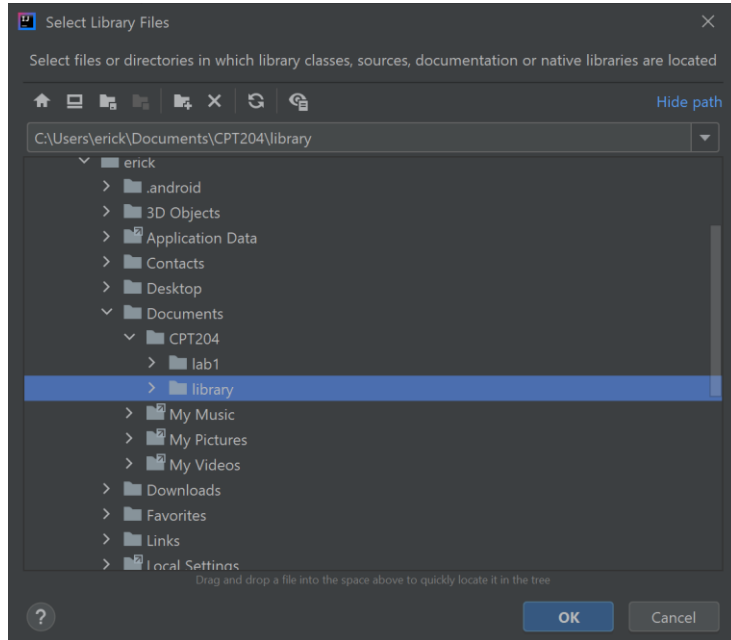 Select Library Files
Select files or directories in which library classes, sources, documentation or native libraries are located
Hide path
C:\Users\erick\Documents\CPT204\library
erick
.android
3D Objects
Application Data
Contacts
Desktop
Documents
CPT204
lab1
library
My Music
My Pictures
My Videos
Downloads
Favorites
Links
Local Settings
Drag and drop a file into the space above to quickly locate it in the tree
?
OK
Cancel